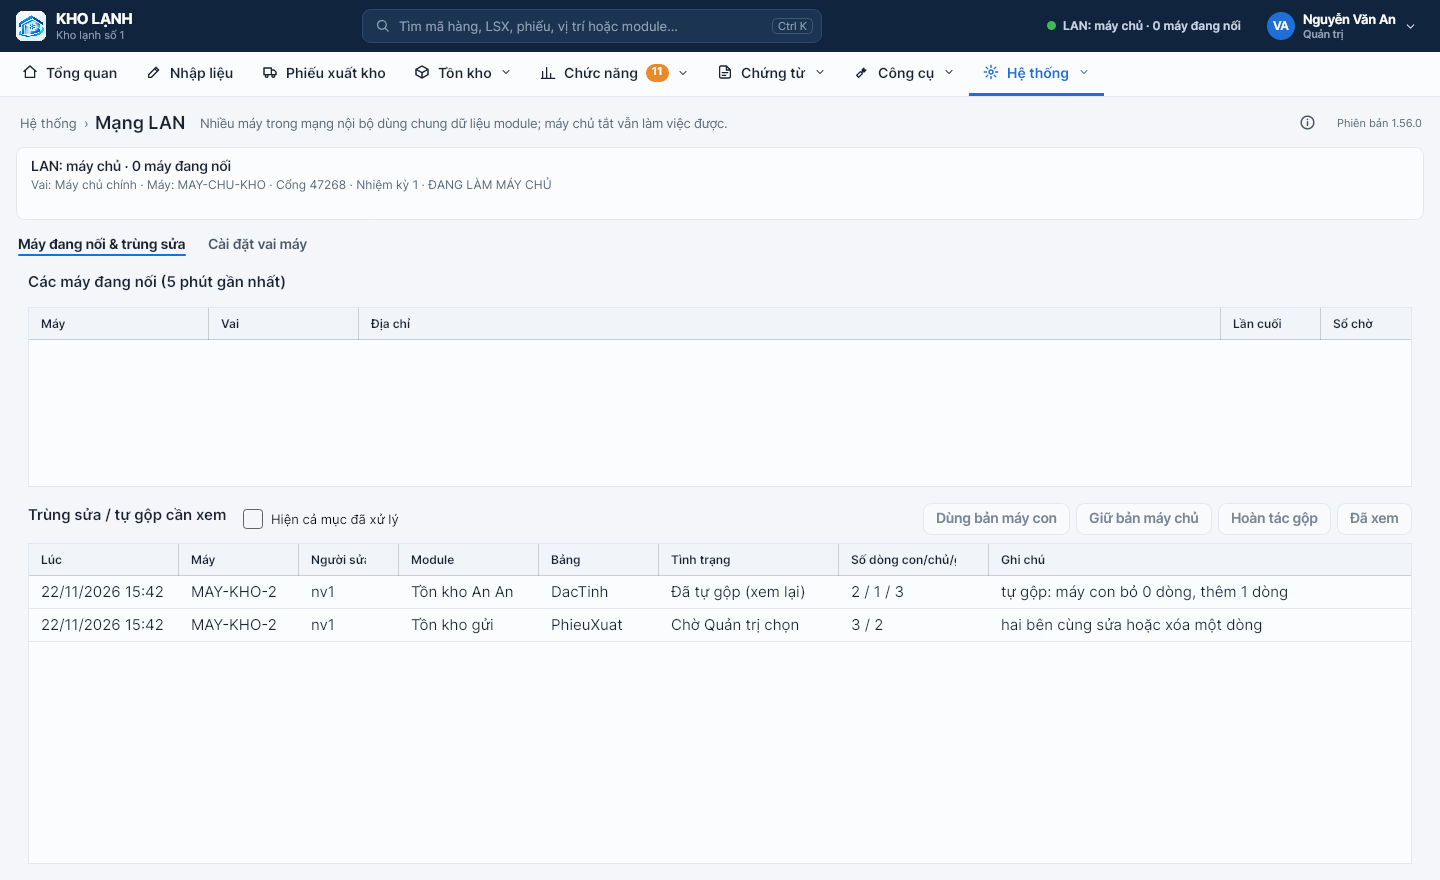 KHO LẠNH
Kho lạnh số 1
Tìm mã hàng, LSX, phiếu, vị trí hoặc module...
Ctrl K
LAN: máy chủ · 0 máy đang nối
VA
Nguyễn Văn An
Quản trị
Tổng quan
Nhập liệu
Phiếu xuất kho
Tồn kho
Chức năng 11
Chứng từ
Công cụ
Hệ thống
Hệ thống › Mạng LAN
Nhiều máy trong mạng nội bộ dùng chung dữ liệu module; máy chủ tắt vẫn làm việc được.
Phiên bản 1.56.0
LAN: máy chủ · 0 máy đang nối
Vai: Máy chủ chính · Máy: MAY-CHU-KHO · Cổng 47268 · Nhiệm kỳ 1 · ĐANG LÀM MÁY CHỦ
Máy đang nối & trùng sửa
Cài đặt vai máy
Các máy đang nối (5 phút gần nhất)
Máy Vai Địa chỉ Lần cuối Sổ chờ
Trùng sửa / tự gộp cần xem
Hiện cả mục đã xử lý
Dùng bản máy con
Giữ bản máy chủ
Hoàn tác gộp
Đã xem
Lúc Máy Người sửa Module Bảng Tình trạng Số dòng con/chủ/ Ghi chú
22/11/2026 15:42 MAY-KHO-2 nv1 Tồn kho An An DacTinh Đã tự gộp (xem lại) 2 / 1 / 3 tự gộp: máy con bỏ 0 dòng, thêm 1 dòng
22/11/2026 15:42 MAY-KHO-2 nv1 Tồn kho gửi PhieuXuat Chờ Quản trị chọn 3 / 2 hai bên cùng sửa hoặc xóa một dòng